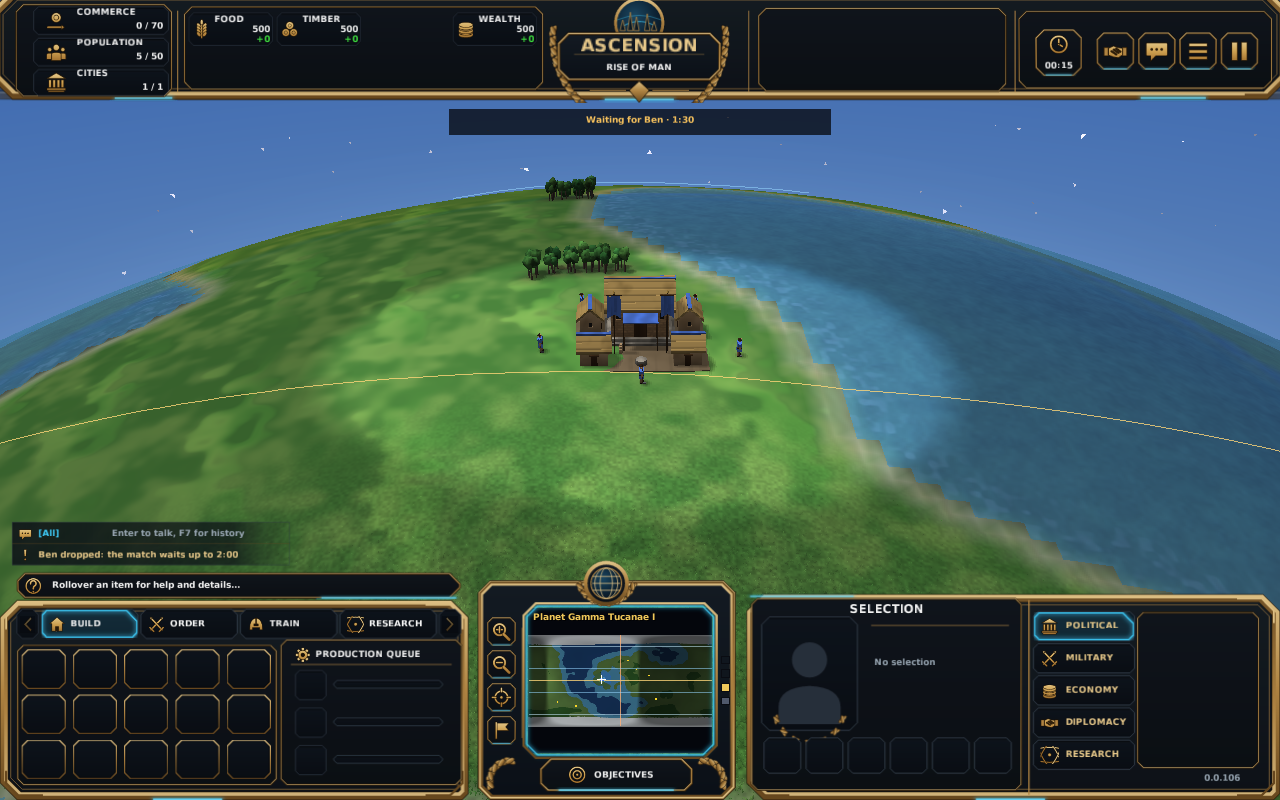 COMMERCE
0 / 70
POPULATION
5 / 50
CITIES
1 / 1
FOOD
500
+0
TIMBER
500
+0
WEALTH
500
+0
ASCENSION
RISE OF MAN
00:15
Waiting for Ben · 1:30
[All] Enter to talk, F7 for history
! Ben dropped: the match waits up to 2:00
Rollover an item for help and details...
BUILD
ORDER
TRAIN
RESEARCH
PRODUCTION QUEUE
Planet Gamma Tucanae I
OBJECTIVES
SELECTION
No selection
POLITICAL
MILITARY
ECONOMY
DIPLOMACY
RESEARCH
0.0.106